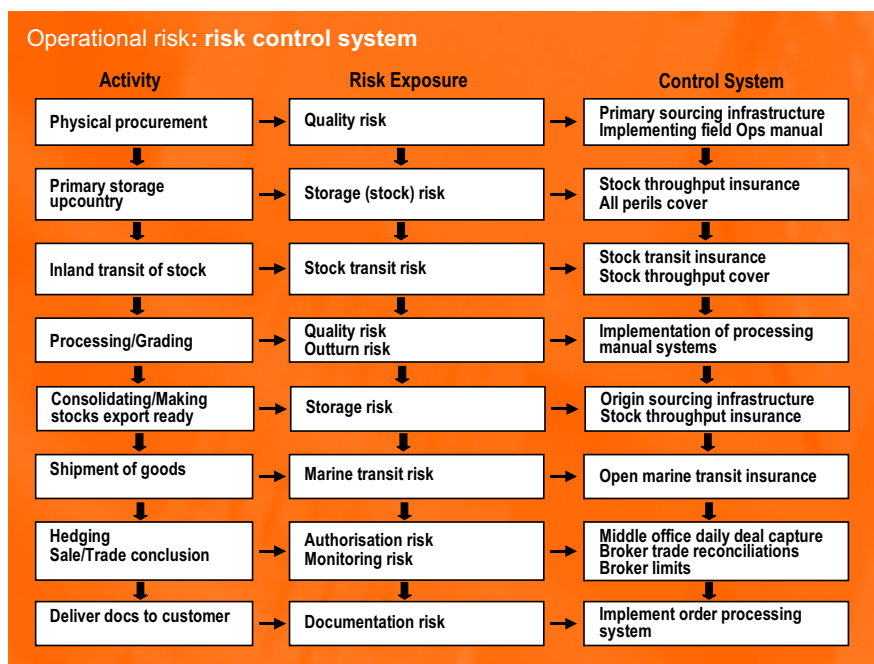 Operational risk: risk control system
Activity
Risk Exposure
Control System
Physical procurement
Quality risk
Primary sourcing infrastructure
Implementing field Ops manual
Primary storage
upcountry
Storage (stock) risk
Stock throughput insurance
All perils cover
Inland transit of stock
Stock transit risk
Stock transit insurance
Stock throughput cover
Processing/Grading
Quality risk
Outturn risk
Implementation of processing
manual systems
Consolidating/Making
stocks export ready
Storage risk
Origin sourcing infrastructure
Stock throughput insurance
Shipment of goods
Marine transit risk
Open marine transit insurance
Hedging
Sale/Trade conclusion
Authorisation risk
Monitoring risk
Middle office daily deal capture
Broker trade reconciliations
Broker limits
Deliver docs to customer
Documentation risk
Implement order processing
system